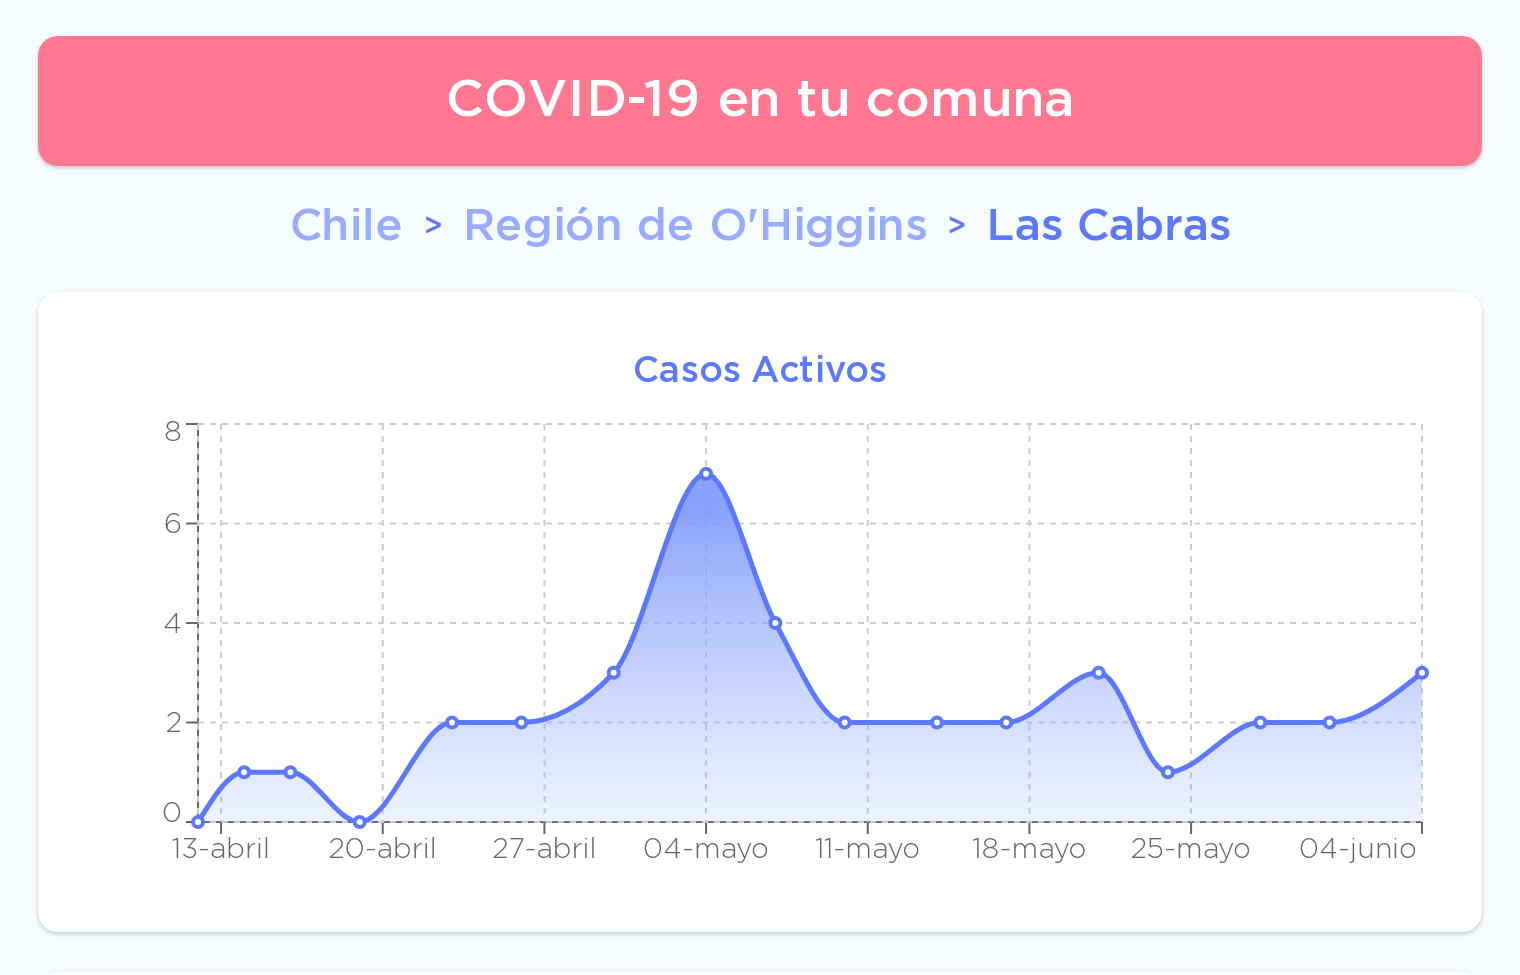 COVID-19 en tu comuna
Chile > Región de O'Higgins > Las Cabras
Casos Activos
8
6
4
2
0
13-abril 20-abril 27-abril 04-mayo 11-mayo 18-mayo 25-mayo 04-junio